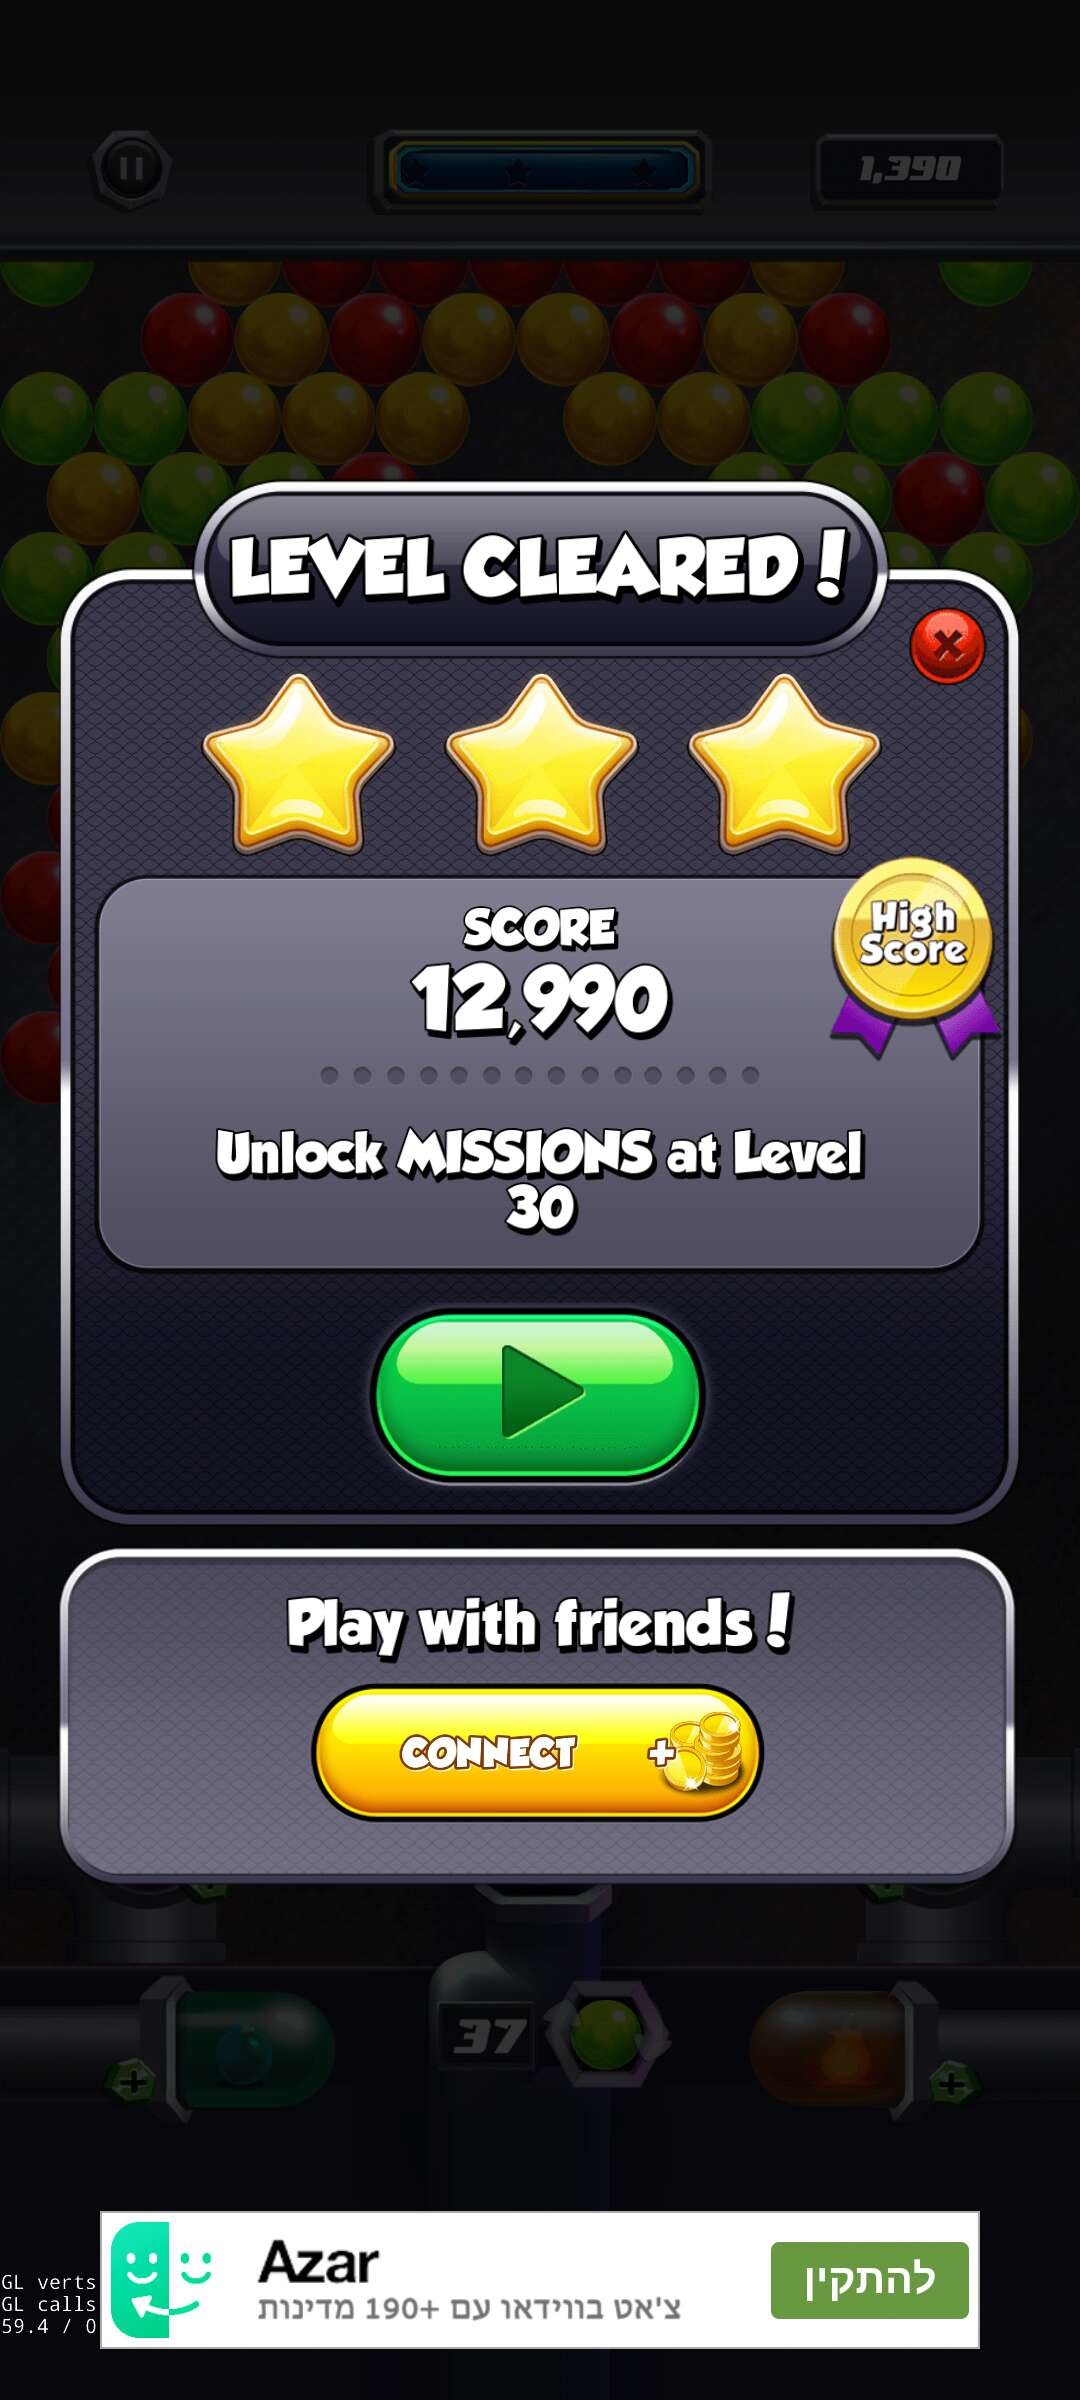 1,390
LEVEL CLEARED!
SCORE
12,990
High
Score
Unlock MISSIONS at Level
30
Play with friends!
CONNECT +
37
GL verts
GL calls
59.4 / 0
Azar
צ'אט בווידאו עם +190 מדינות
להתקין